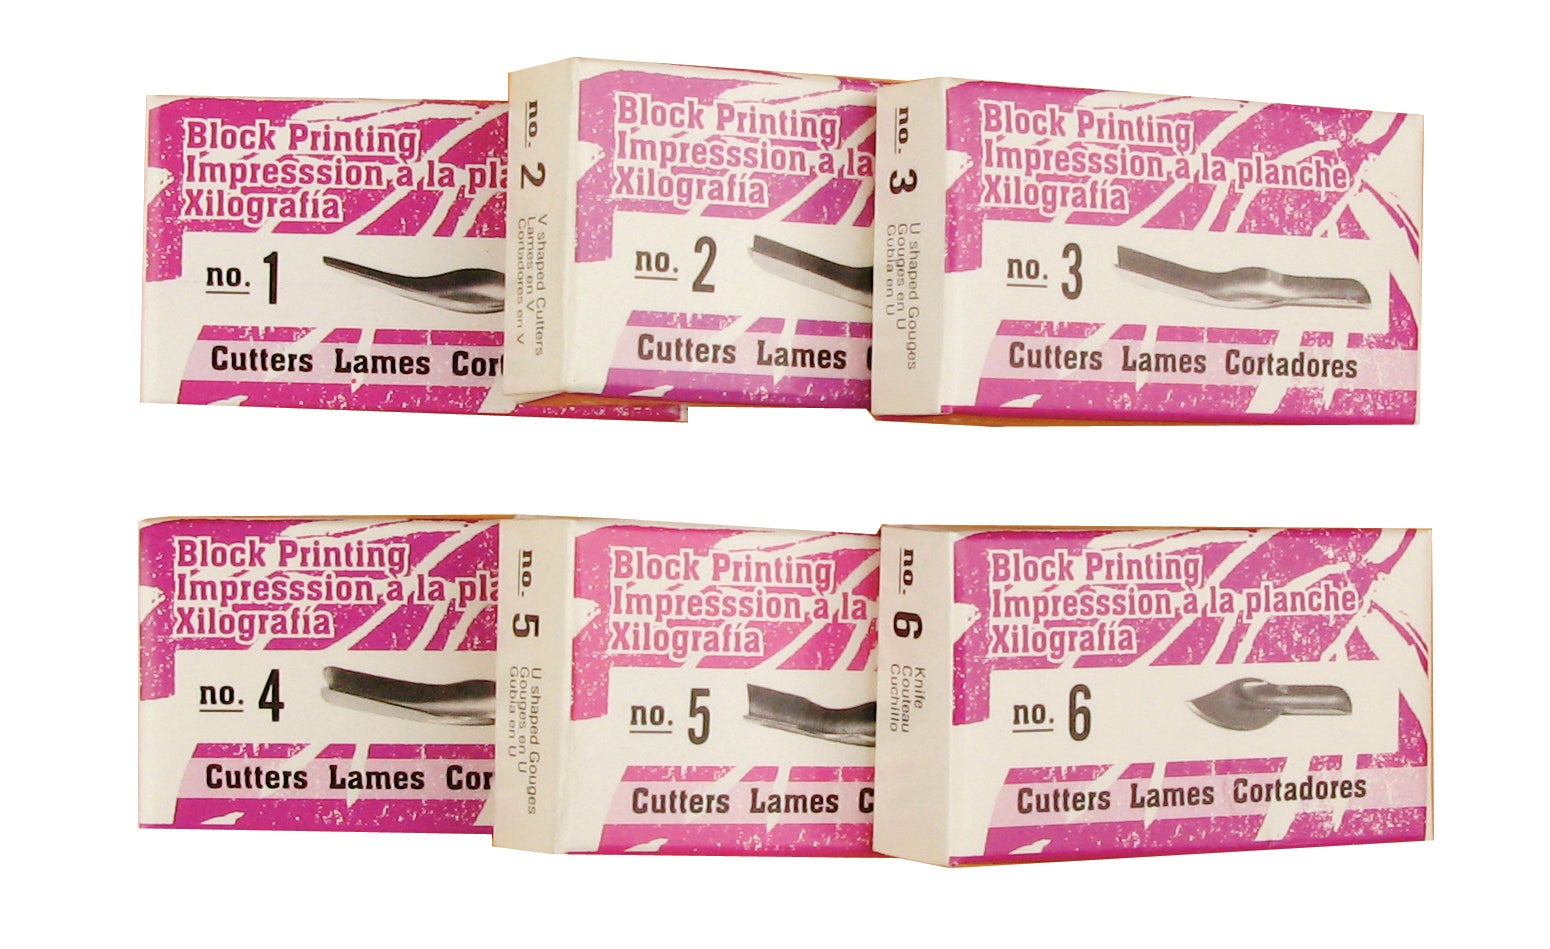 Block Printing
Impresssion à la pla
Xilografía
no. 1
Cutters Lames Cort
no. 2
V shaped Cutters
Lames en V
Cortadores en V
Block Printing
Impresssion à la
Xilografía
no. 2
Cutters Lames C
no. 3
U shaped Gouges
Gouges en U
Gubia en U
Block Printing
Impresssion à la planche
Xilografía
no. 3
Cutters Lames Cortadores
Block Printing
Impresssion à la pla
Xilografía
no. 4
Cutters Lames Cor
no. 5
U shaped Gouges
Gouges en U
Gubia en U
Block Printing
Impresssion à la
Xilografía
no. 5
Cutters Lames C
no. 6
Knife
Couteau
Cuchillo
Block Printing
Impresssion à la planche
Xilografía
no. 6
Cutters Lames Cortadores